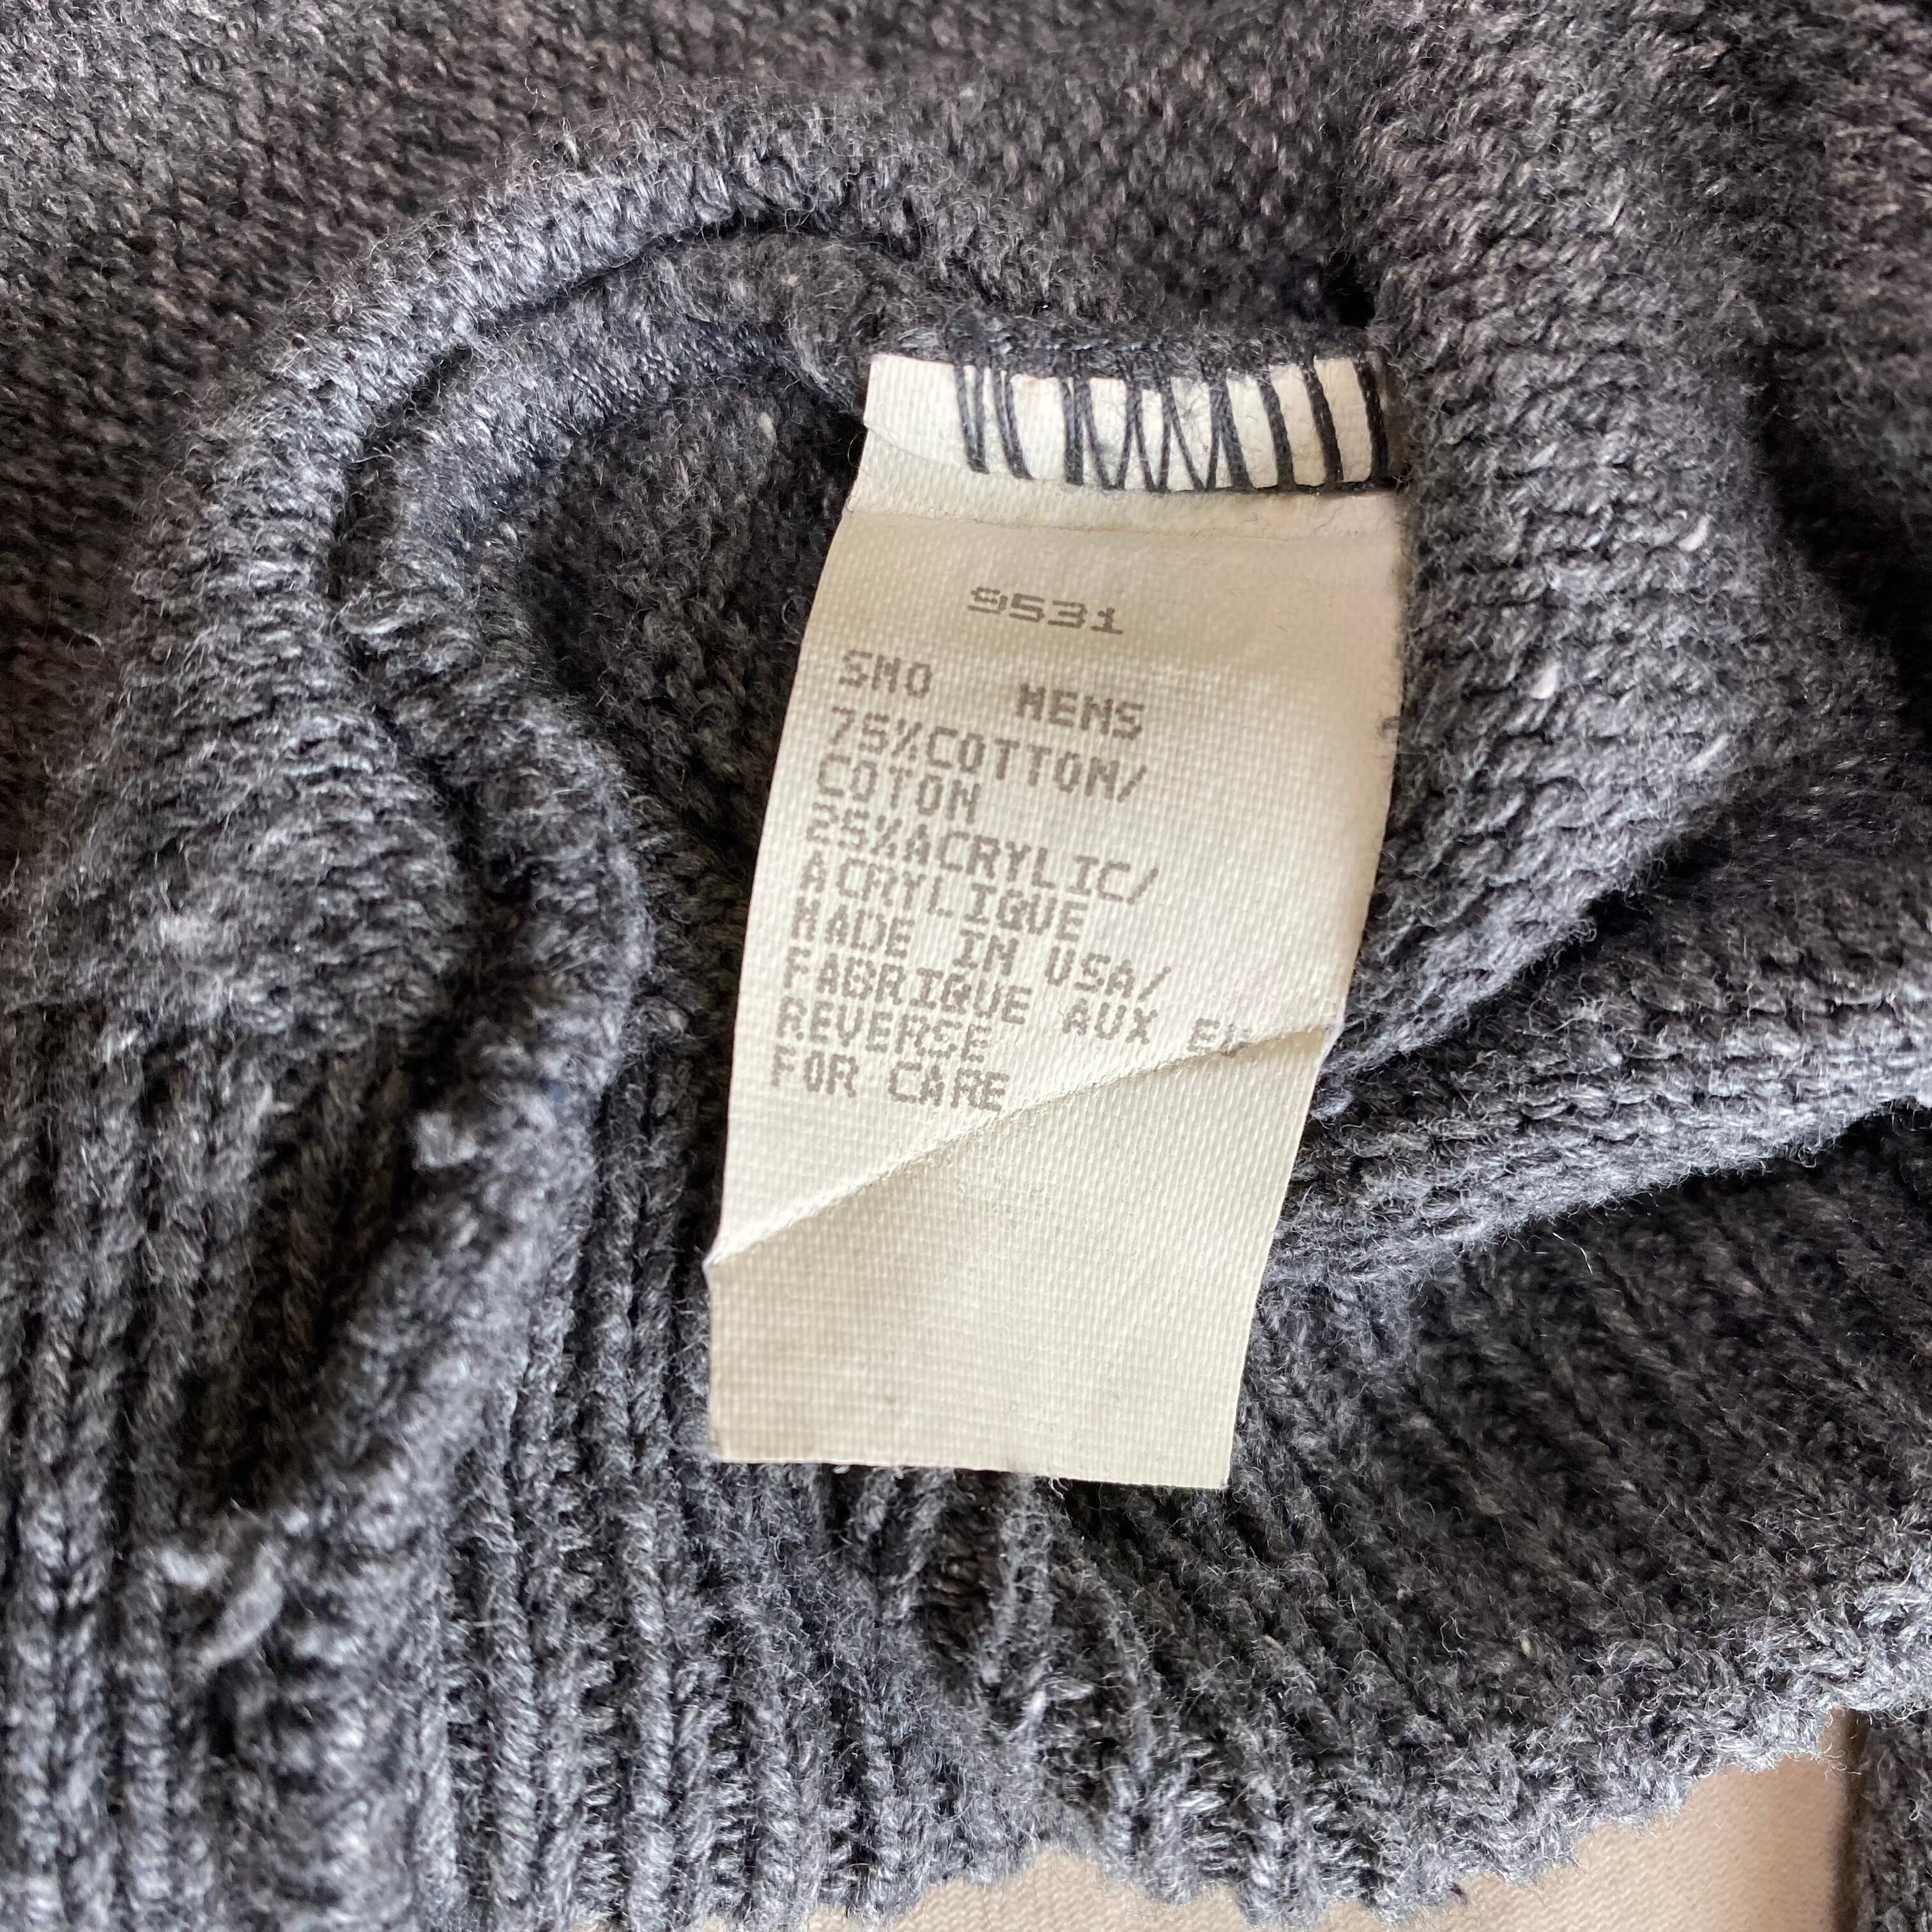 9531
SMO MENS
75%COTTON/
COTON
25%ACRYLIC/
ACRYLIQUE
MADE IN USA/
FABRIQUE AUX
REVERSE
FOR CARE